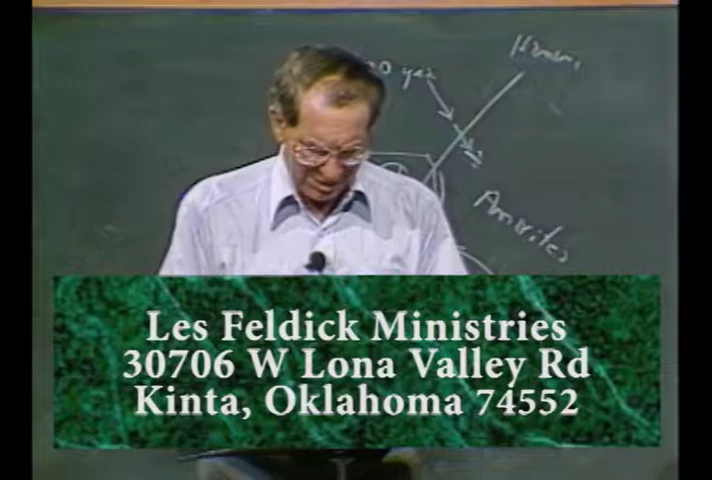 Amorites
Les Feldick Ministries
30706 W Lona Valley Rd
Kinta, Oklahoma 74552